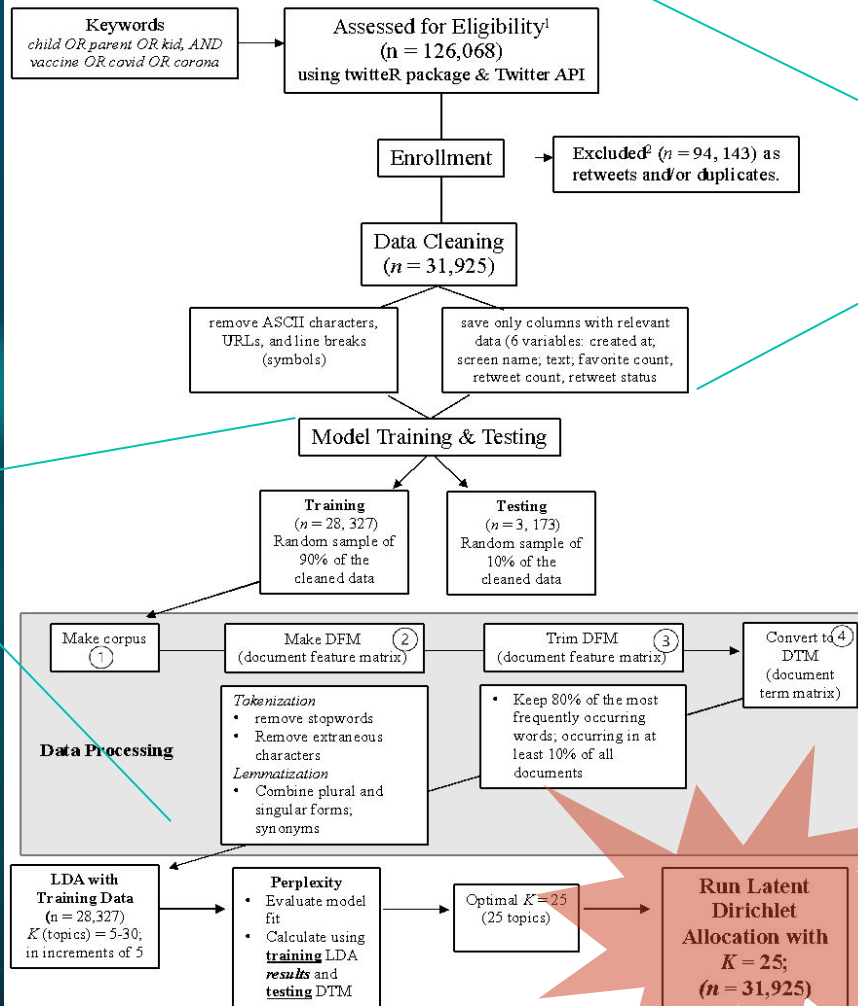 Keywords
child OR parent OR kid, AND
vaccine OR covid OR corona
Assessed for Eligibility¹
(n = 126,068)
using twitteR package & Twitter API
Enrollment
Excluded² (n = 94, 143) as
retweets and/or duplicates.
Data Cleaning
(n = 31,925)
remove ASCII characters,
URLs, and line breaks
(symbols)
save only columns with relevant
data (6 variables: created at;
screen name; text; favorite count,
retweet count, retweet status
Model Training & Testing
Training
(n = 28, 327)
Random sample of
90% of the
cleaned data
Testing
(n = 3, 173)
Random sample of
10% of the
cleaned data
Make corpus
1
Make DFM
(document feature matrix)
2
Trim DFM
(document feature matrix)
3
Convert to
DTM
(document
term matrix)
4
Data Processing
Tokenization
• remove stopwords
• Remove extraneous
characters
Lemmatization
• Combine plural and
singular forms;
synonyms
• Keep 80% of the most
frequently occurring
words; occurring in at
least 10% of all
documents
LDA with
Training Data
(n = 28,327)
K (topics) = 5-30;
in increments of 5
Perplexity
• Evaluate model
fit
• Calculate using
training LDA
results and
testing DTM
Optimal K = 25
(25 topics)
Run Latent
Dirichlet
Allocation with
K = 25;
(n = 31,925)